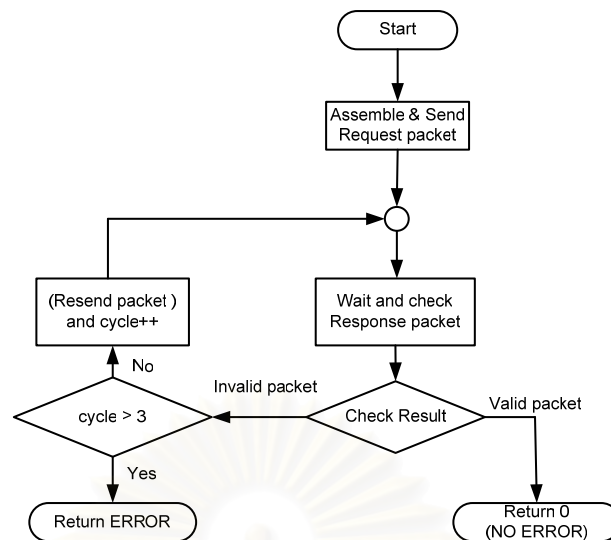 Start
Assemble & Send
Request packet
(Resend packet )
and cycle++
Wait and check
Response packet
No
Invalid packet
Valid packet
cycle > 3
Check Result
Yes
Return ERROR
Return 0
(NO ERROR)